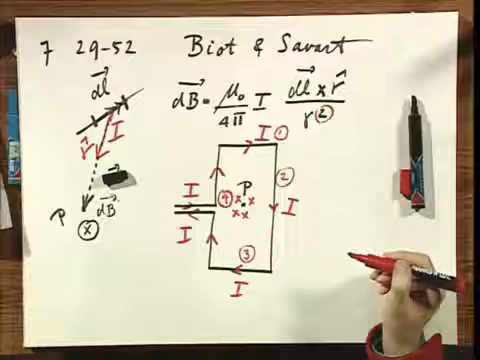 7 29-52 Biot & Savart
dl
dB = μ₀/4π I dl × r̂/r²
I
r̂
P
dB
x
I 1
2
P
4
I
I
I
3
I